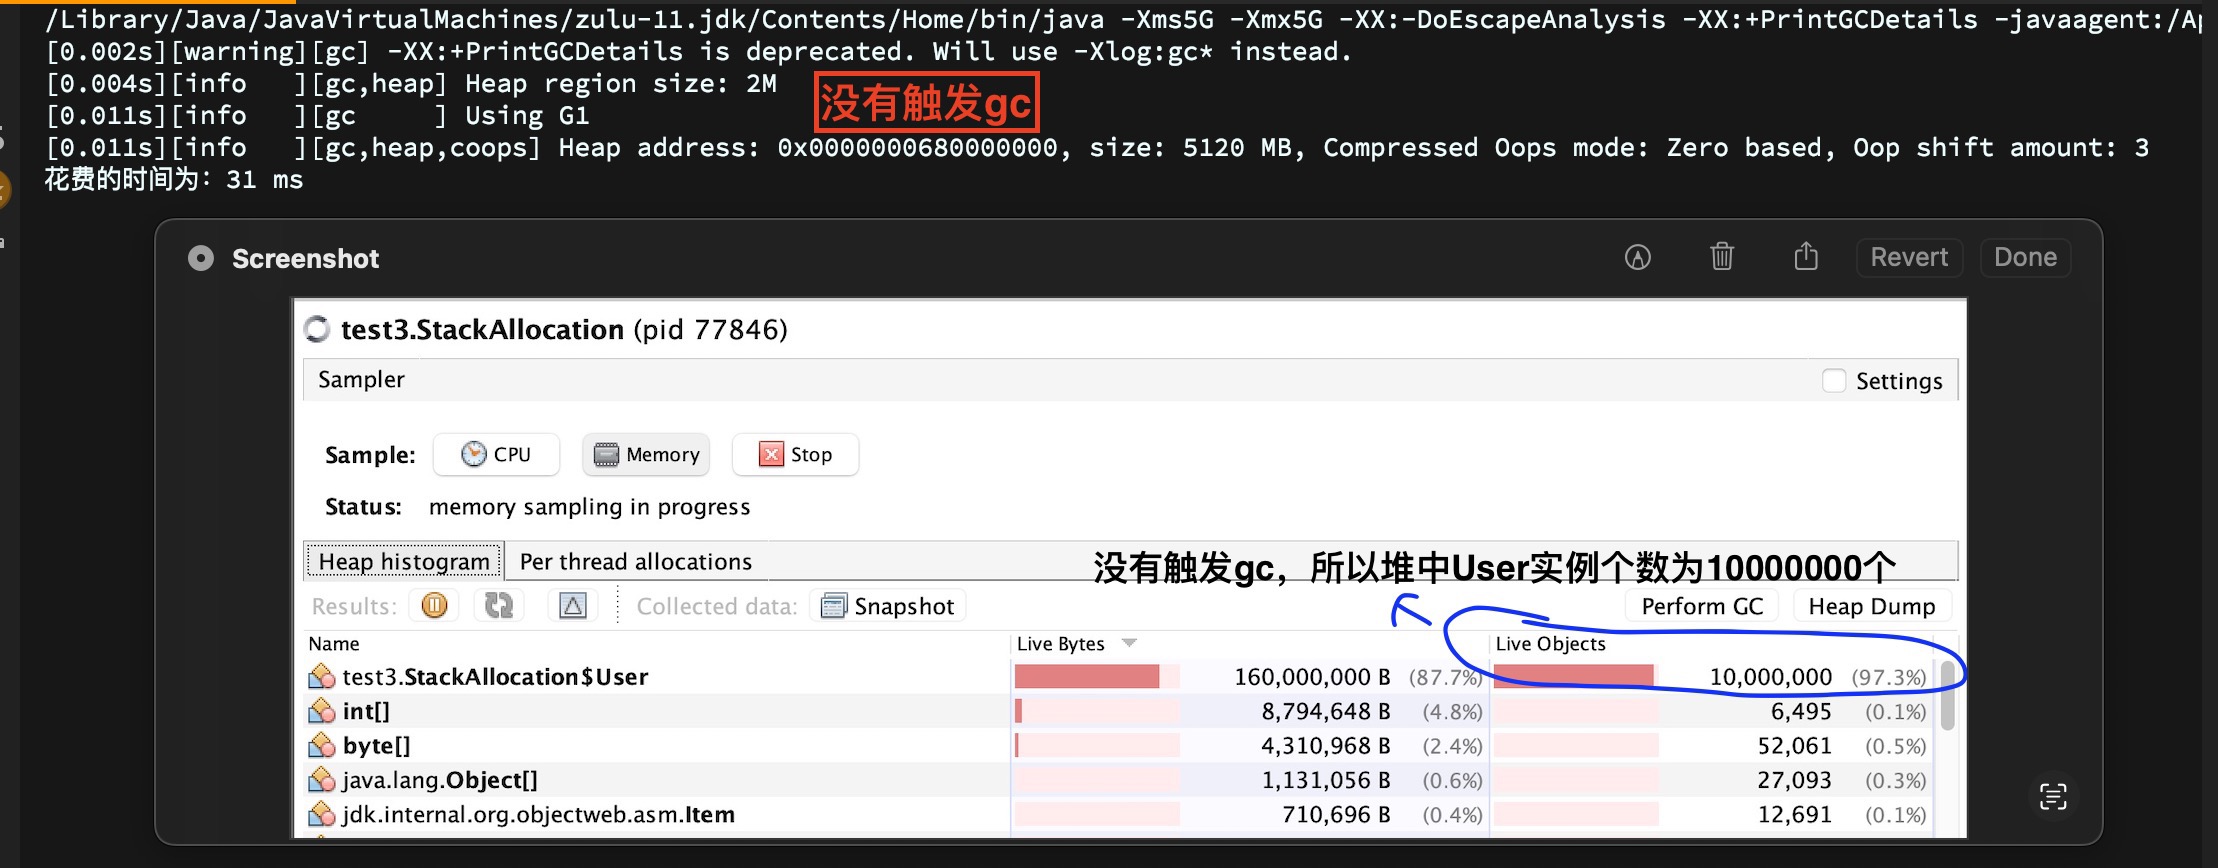 /Library/Java/JavaVirtualMachines/zulu-11.jdk/Contents/Home/bin/java -Xms5G -Xmx5G -XX:-DoEscapeAnalysis -XX:+PrintGCDetails -javaagent:/Ap
[0.002s][warning][gc] -XX:+PrintGCDetails is deprecated. Will use -Xlog:gc* instead.
[0.004s][info   ][gc,heap] Heap region size: 2M
没有触发gc
[0.011s][info   ][gc     ] Using G1
[0.011s][info   ][gc,heap,coops] Heap address: 0x0000000680000000, size: 5120 MB, Compressed Oops mode: Zero based, Oop shift amount: 3
花费的时间为：31 ms
Screenshot
Revert
Done
test3.StackAllocation (pid 77846)
Sampler
Settings
Sample: CPU Memory Stop
Status: memory sampling in progress
Heap histogram Per thread allocations
没有触发gc，所以堆中User实例个数为10000000个
Results: Collected data: Snapshot Perform GC Heap Dump
Name Live Bytes Live Objects
test3.StackAllocation$User 160,000,000 B (87.7%) 10,000,000 (97.3%)
int[] 8,794,648 B (4.8%) 6,495 (0.1%)
byte[] 4,310,968 B (2.4%) 52,061 (0.5%)
java.lang.Object[] 1,131,056 B (0.6%) 27,093 (0.3%)
jdk.internal.org.objectweb.asm.Item 710,696 B (0.4%) 12,691 (0.1%)